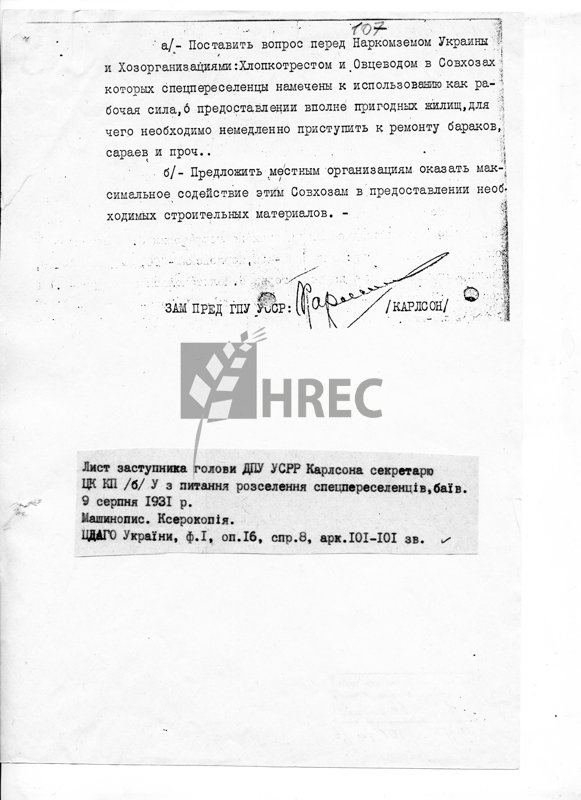 107
а/- Поставить вопрос перед Наркомземом Украины
и Хозорганизациями:Хлопкотрестом и Овцеводом в Совхозах
которых спецпереселенцы намечены к использованию как ра-
бочая сила,о предоставлении вполне пригодных жилищ,для
чего необходимо немедленно приступить к ремонту бараков,
сараев и проч..
б/- Предложить местным организациям оказать мак-
симальное содействие этим Совхозам в предоставлении необ-
ходимых строительных материалов. -
ЗАМ ПРЕД ГПУ УССР:
/КАРЛСОН/
HREC
Лист заступника голови ДПУ УСРР Карлсона секретарю
ЦК КП /б/ У з питання розселення спецпереселенців,баїв.
9 серпня 1931 р.
Машинопис. Ксерокопія.
ЦДАГО України, ф.1, оп.16, спр.8, арк.101-101 зв.